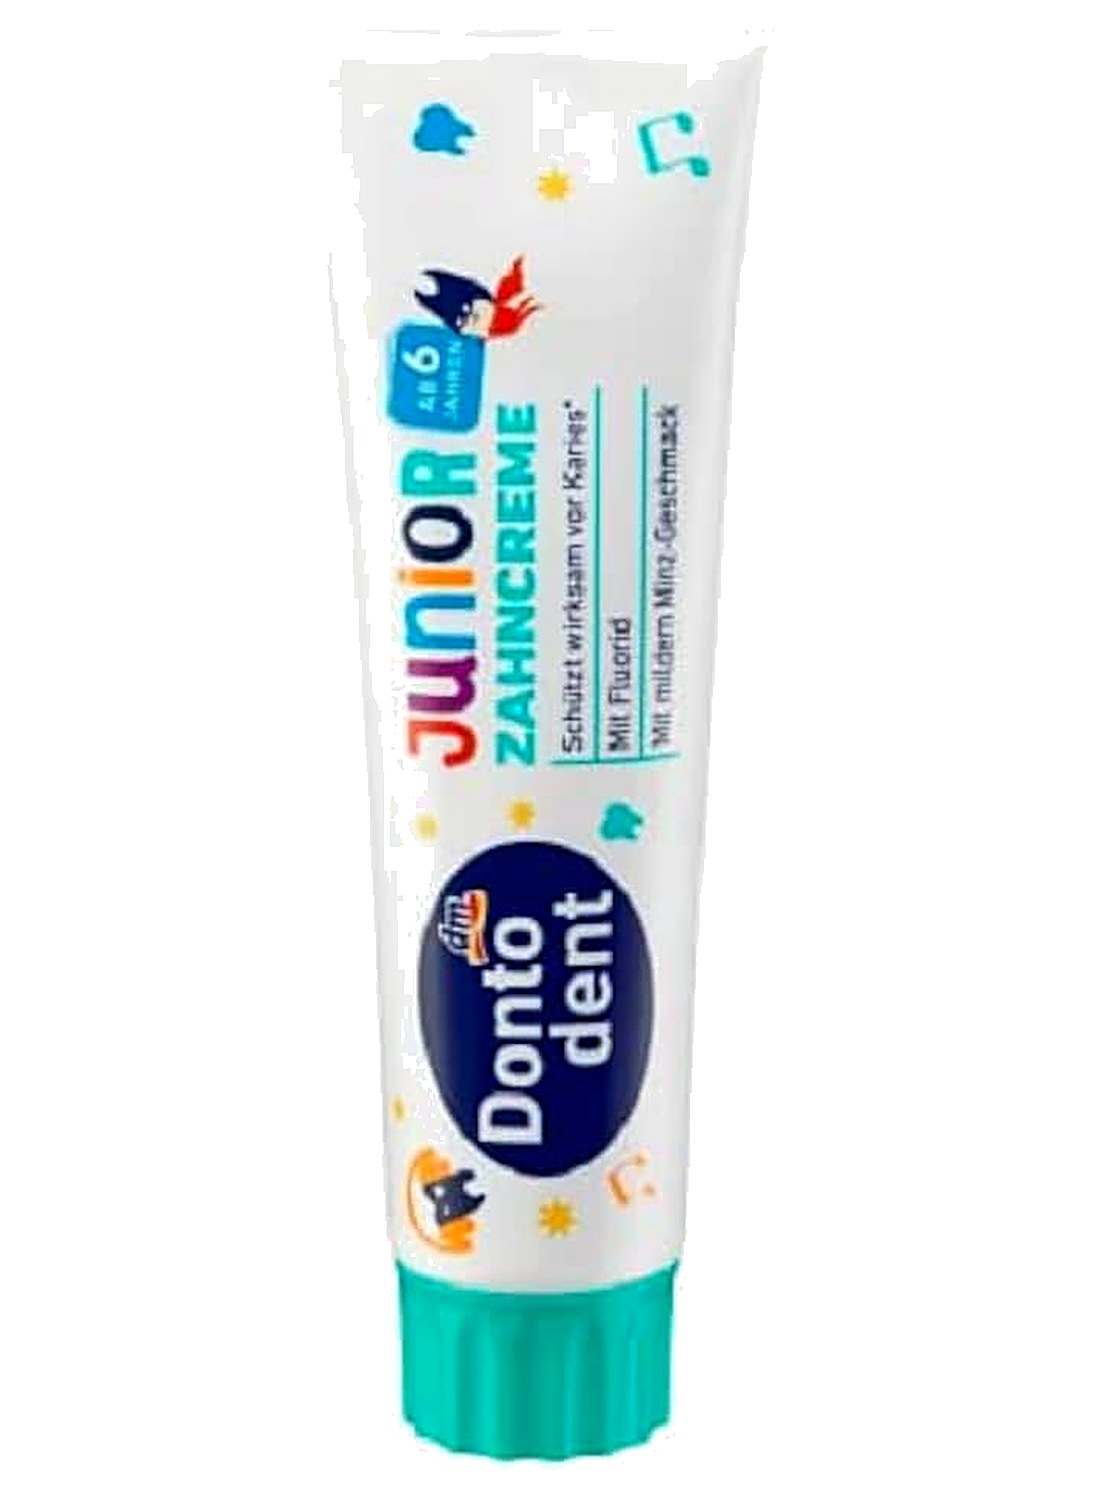 JUNIOR
AB 6
JAHREN
ZAHNCREME
Schützt wirksam vor Karies*
Mit Fluorid
Mit mildem Minz-Geschmack
dm
Donto
dent